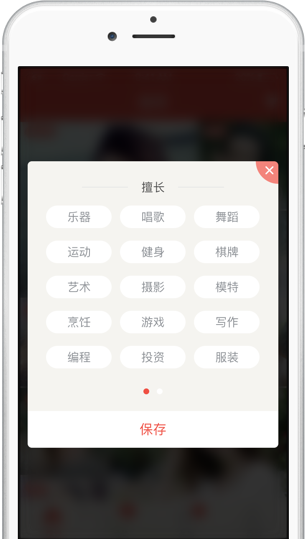 擅长
乐器 唱歌 舞蹈
运动 健身 棋牌
艺术 摄影 模特
烹饪 游戏 写作
编程 投资 服装
保存